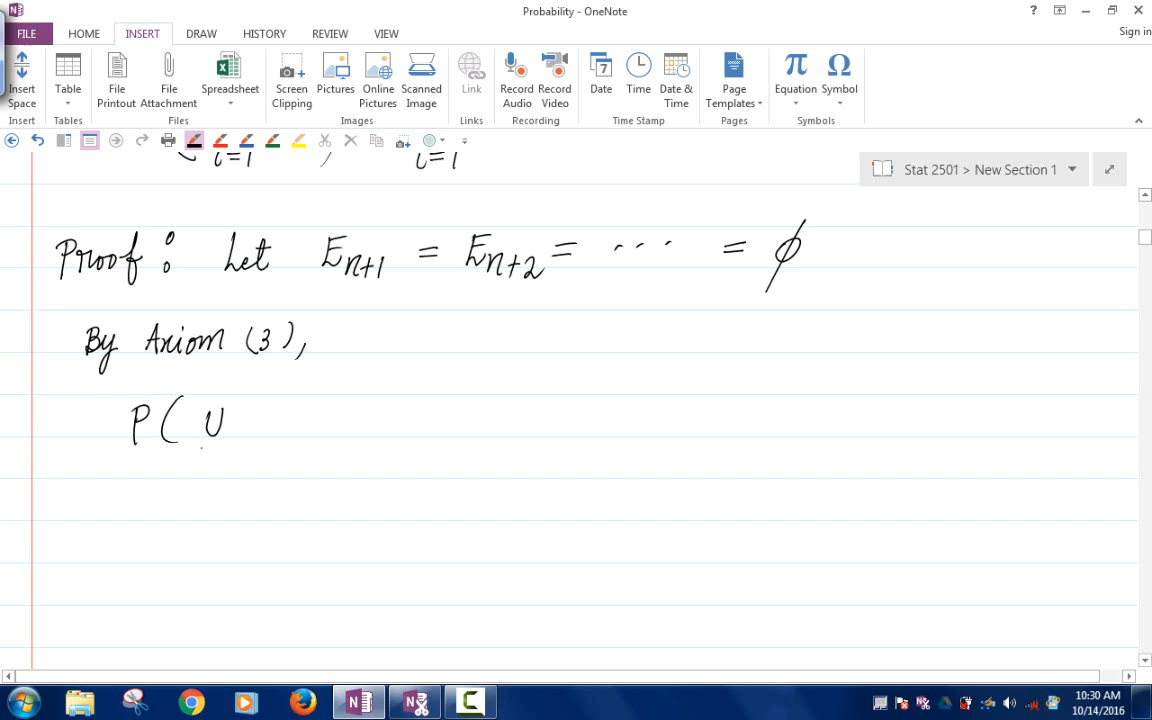 Probability - OneNote
Sign in
FILE HOME INSERT DRAW HISTORY REVIEW VIEW
Insert Space Table File Printout File Attachment Spreadsheet Screen Clipping Pictures Online Pictures Scanned Image Link Record Audio Record Video Date Time Date & Time Page Templates Equation Symbol
Insert Tables Files Images Links Recording Time Stamp Pages Symbols
Stat 2501 > New Section 1
i=1 ) i=1
Proof : Let E_{n+1} = E_{n+2} = ... = ϕ
By Axiom (3),
P( ∪
10:30 AM
10/14/2016